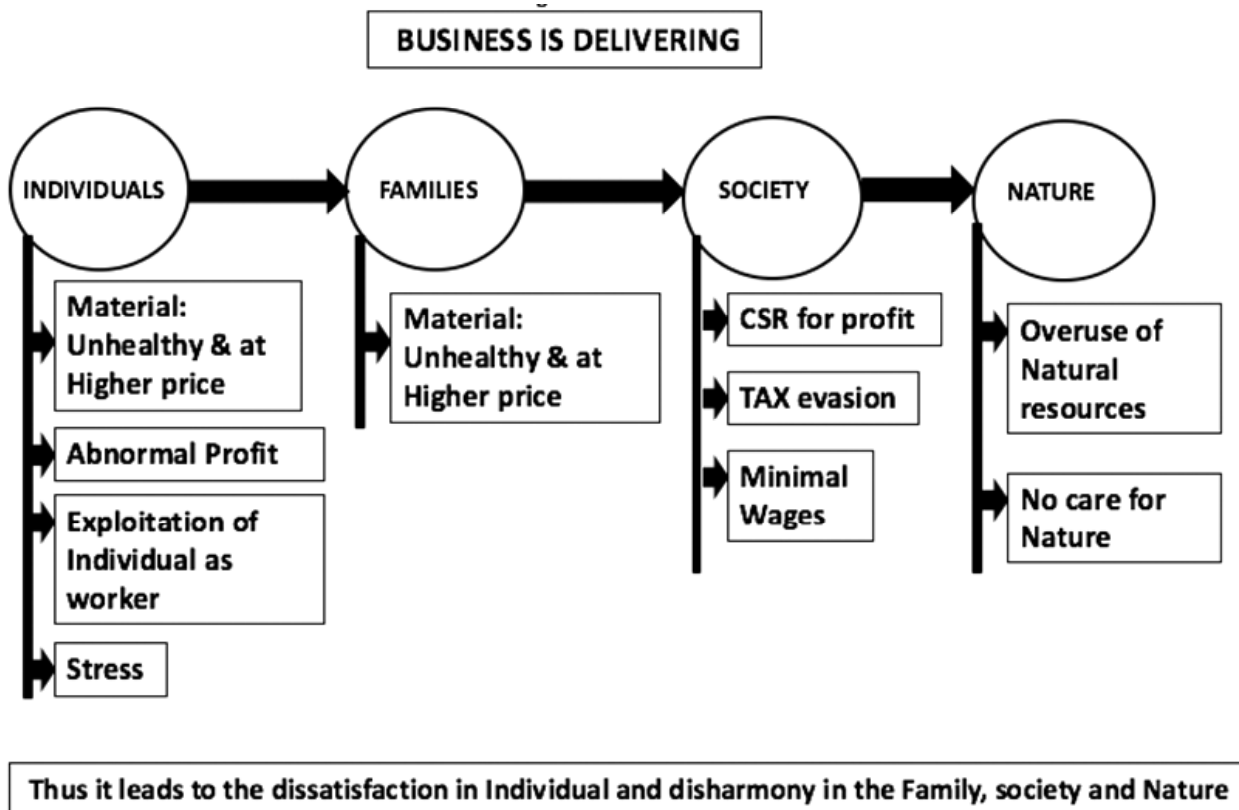 BUSINESS IS DELIVERING
INDIVIDUALS
FAMILIES
SOCIETY
NATURE
Material:
Unhealthy & at
Higher price
Abnormal Profit
Exploitation of
Individual as
worker
Stress
Material:
Unhealthy & at
Higher price
CSR for profit
TAX evasion
Minimal
Wages
Overuse of
Natural
resources
No care for
Nature
Thus it leads to the dissatisfaction in Individual and disharmony in the Family, society and Nature